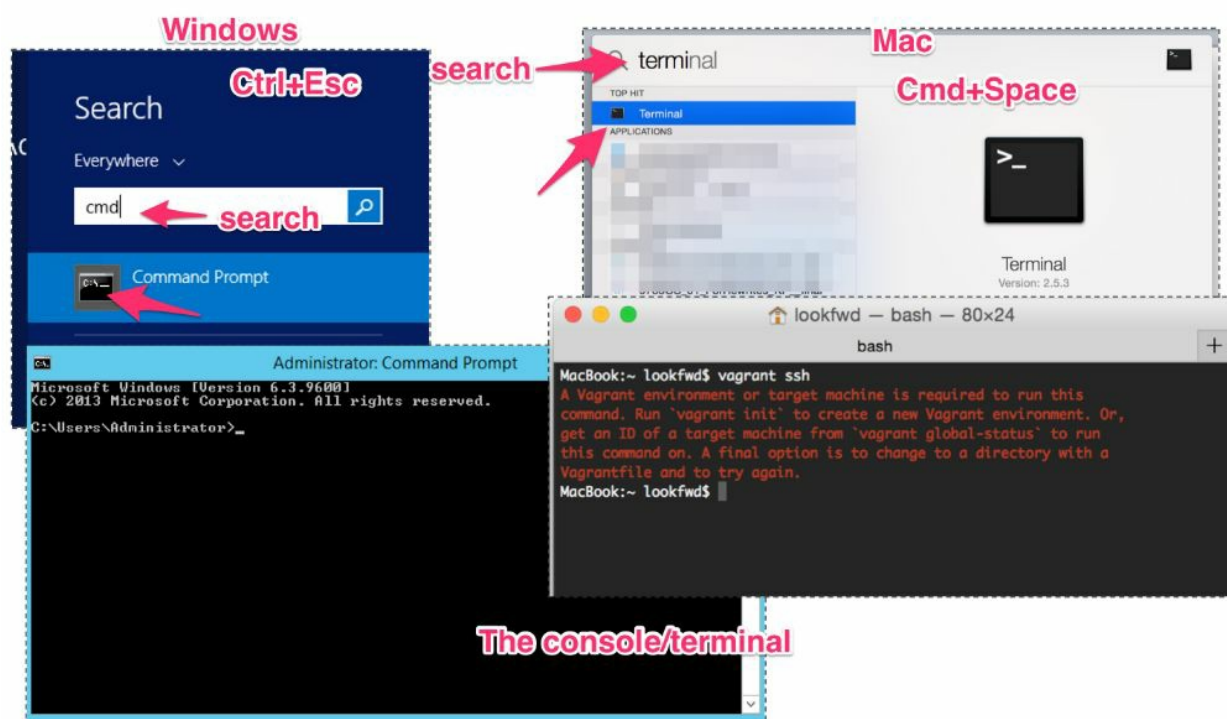 Windows
Ctrl+Esc
Search
Everywhere
cmd
search
Command Prompt
search
Mac
terminal
Cmd+Space
TOP HIT
Terminal
APPLICATIONS
Terminal
Version: 2.5.3
Administrator: Command Prompt
Microsoft Windows [Version 6.3.9600]
(c) 2013 Microsoft Corporation. All rights reserved.
C:\Users\Administrator>_
lookfwd — bash — 80×24
bash
MacBook:~ lookfwd$ vagrant ssh
A Vagrant environment or target machine is required to run this
command. Run `vagrant init` to create a new Vagrant environment. Or,
get an ID of a target machine from `vagrant global-status` to run
this command on. A final option is to change to a directory with a
Vagrantfile and to try again.
MacBook:~ lookfwd$
The console/terminal